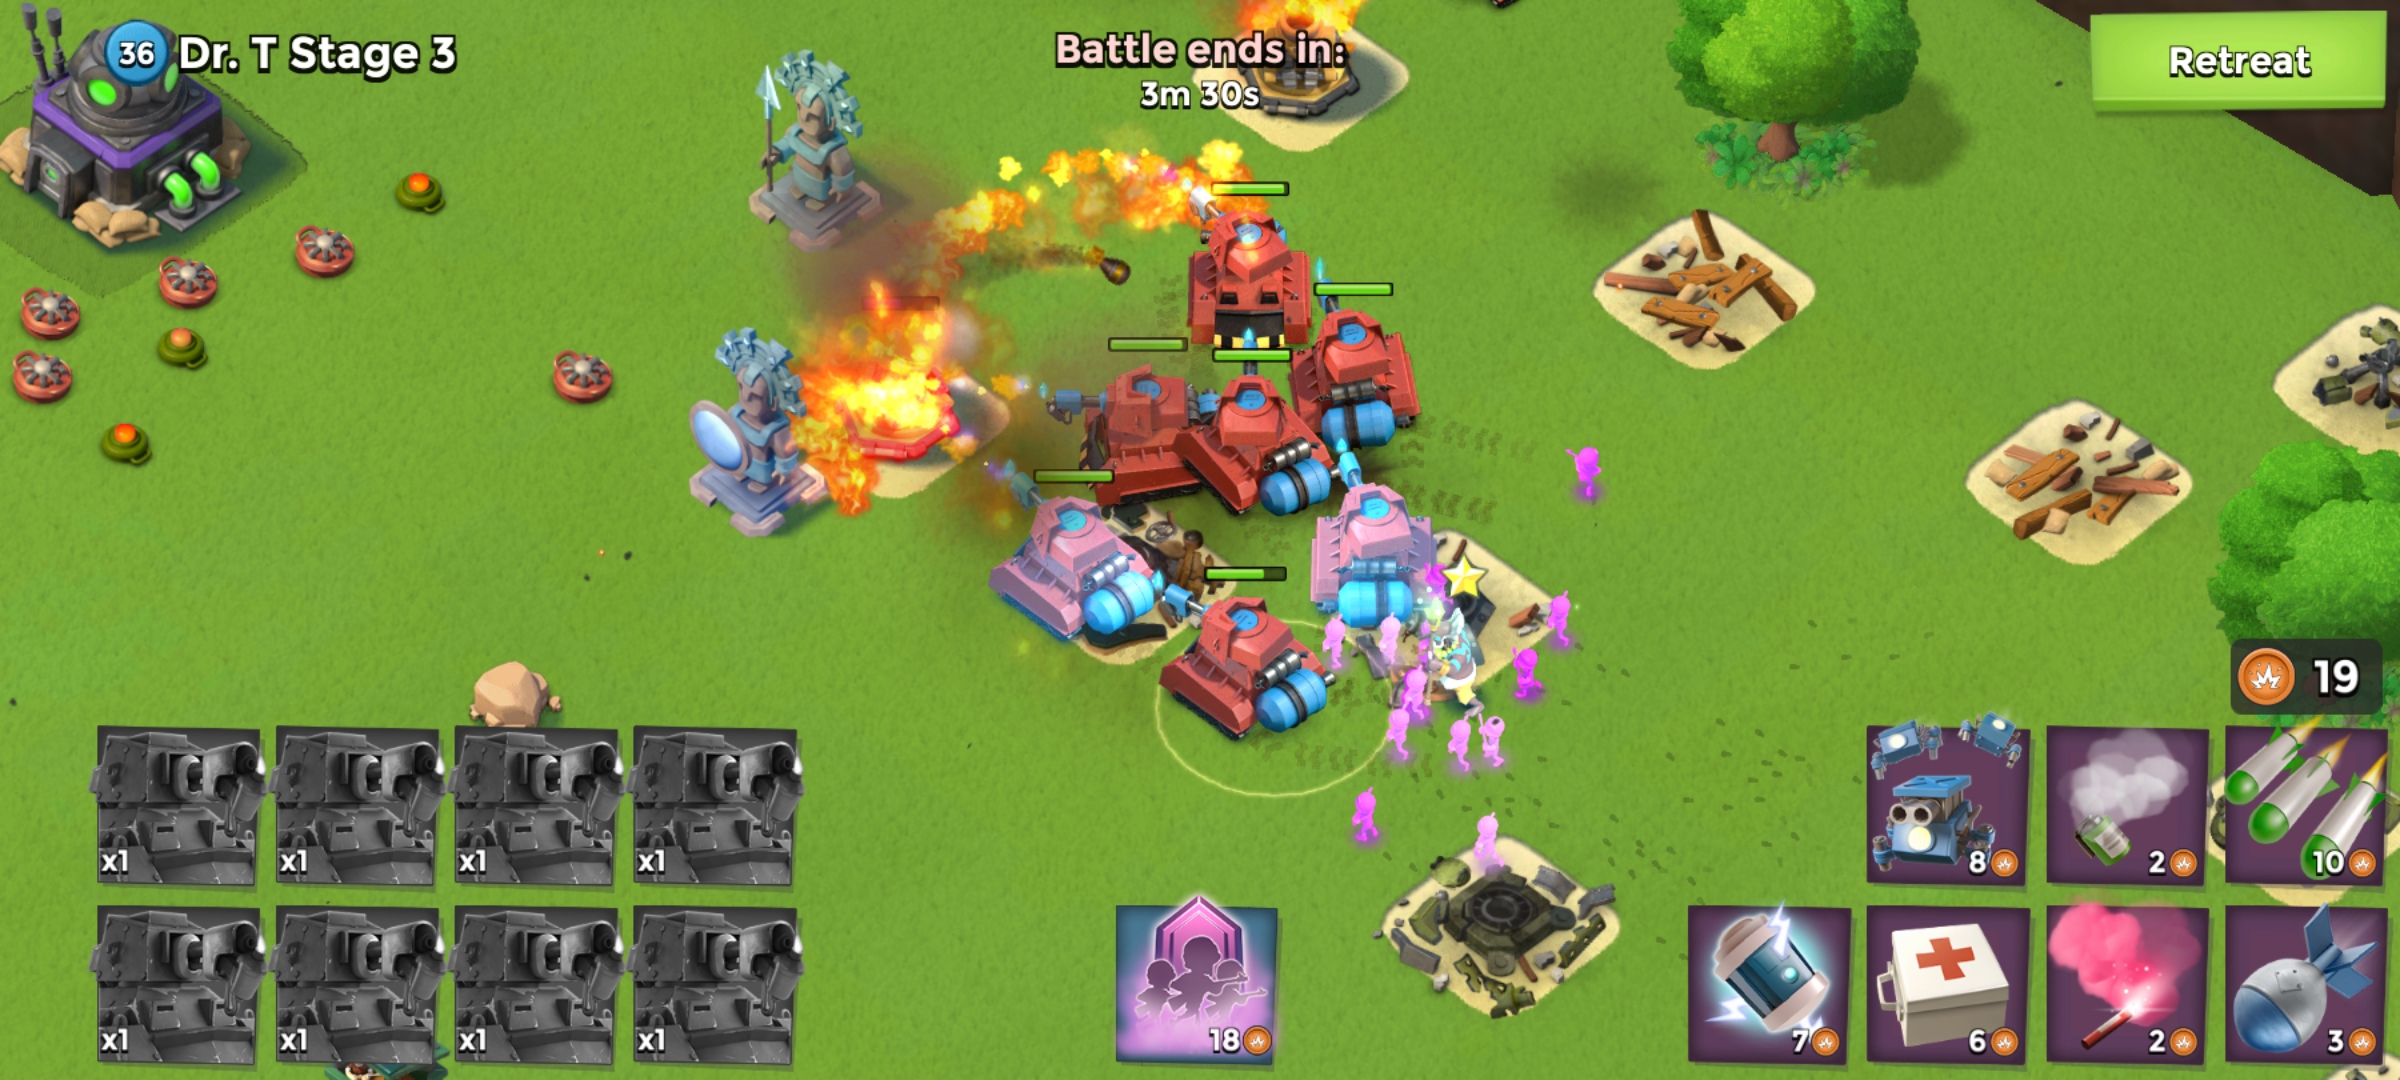 36 Dr. T Stage 3
Battle ends in:
3m 30s
Retreat
19
x1 x1 x1 x1
8 2 10
x1 x1 x1 x1
18
7 6 2 3